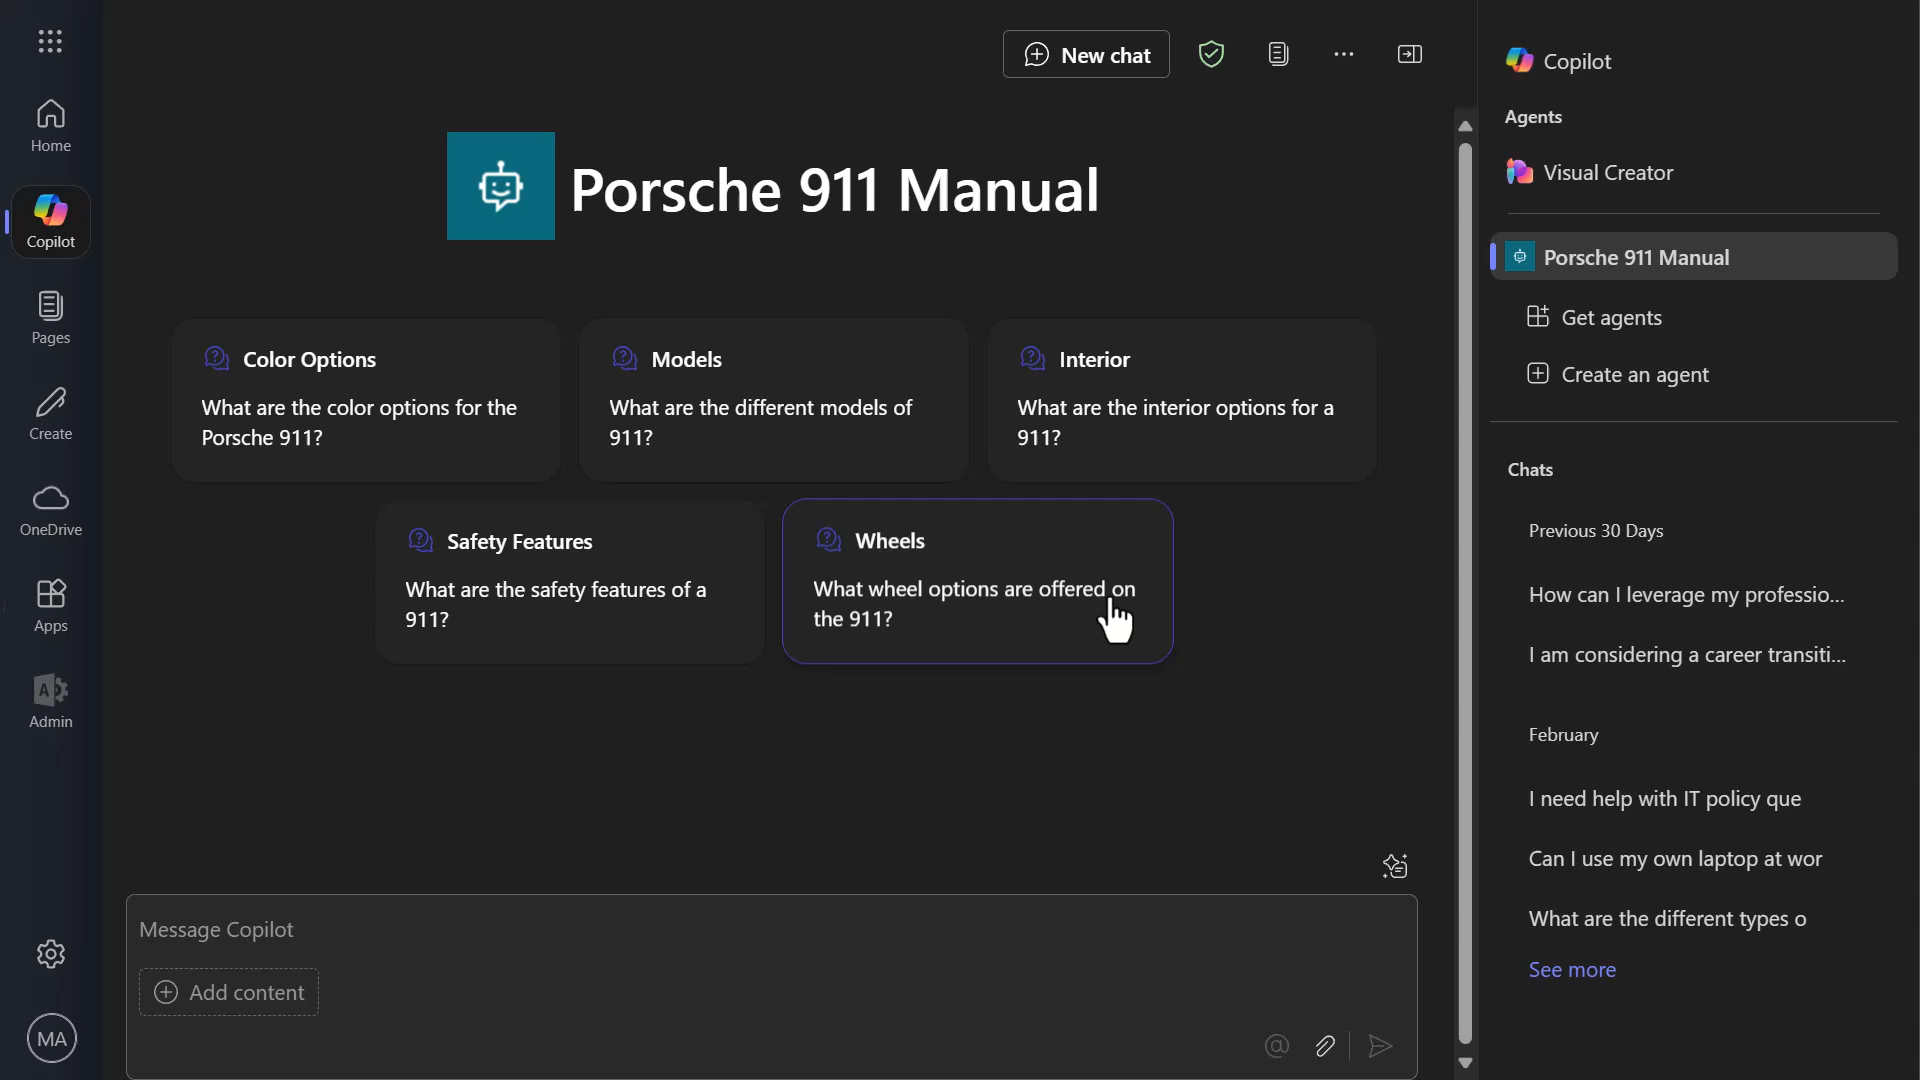 Home
Copilot
Pages
Create
OneDrive
Apps
A
Admin
MA
New chat
Porsche 911 Manual
Color Options
What are the color options for the
Porsche 911?
Models
What are the different models of
911?
Interior
What are the interior options for a
911?
Safety Features
What are the safety features of a
911?
Wheels
What wheel options are offered on
the 911?
Message Copilot
Add content
Copilot
Agents
Visual Creator
Porsche 911 Manual
Get agents
Create an agent
Chats
Previous 30 Days
How can I leverage my professio...
I am considering a career transiti...
February
I need help with IT policy que
Can I use my own laptop at wor
What are the different types o
See more